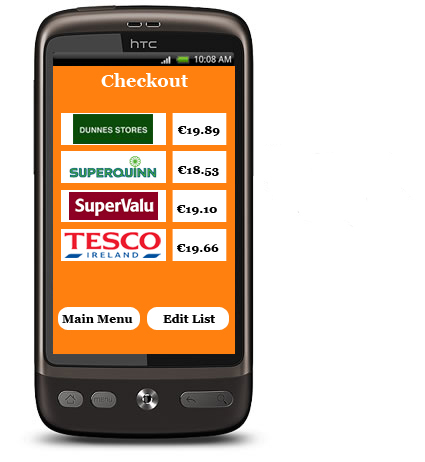 hTC
10:08 AM
Checkout
DUNNES STORES €19.89
SUPERQUINN €18.53
SuperValu €19.10
TESCO €19.66
IRELAND
Main Menu Edit List
menu